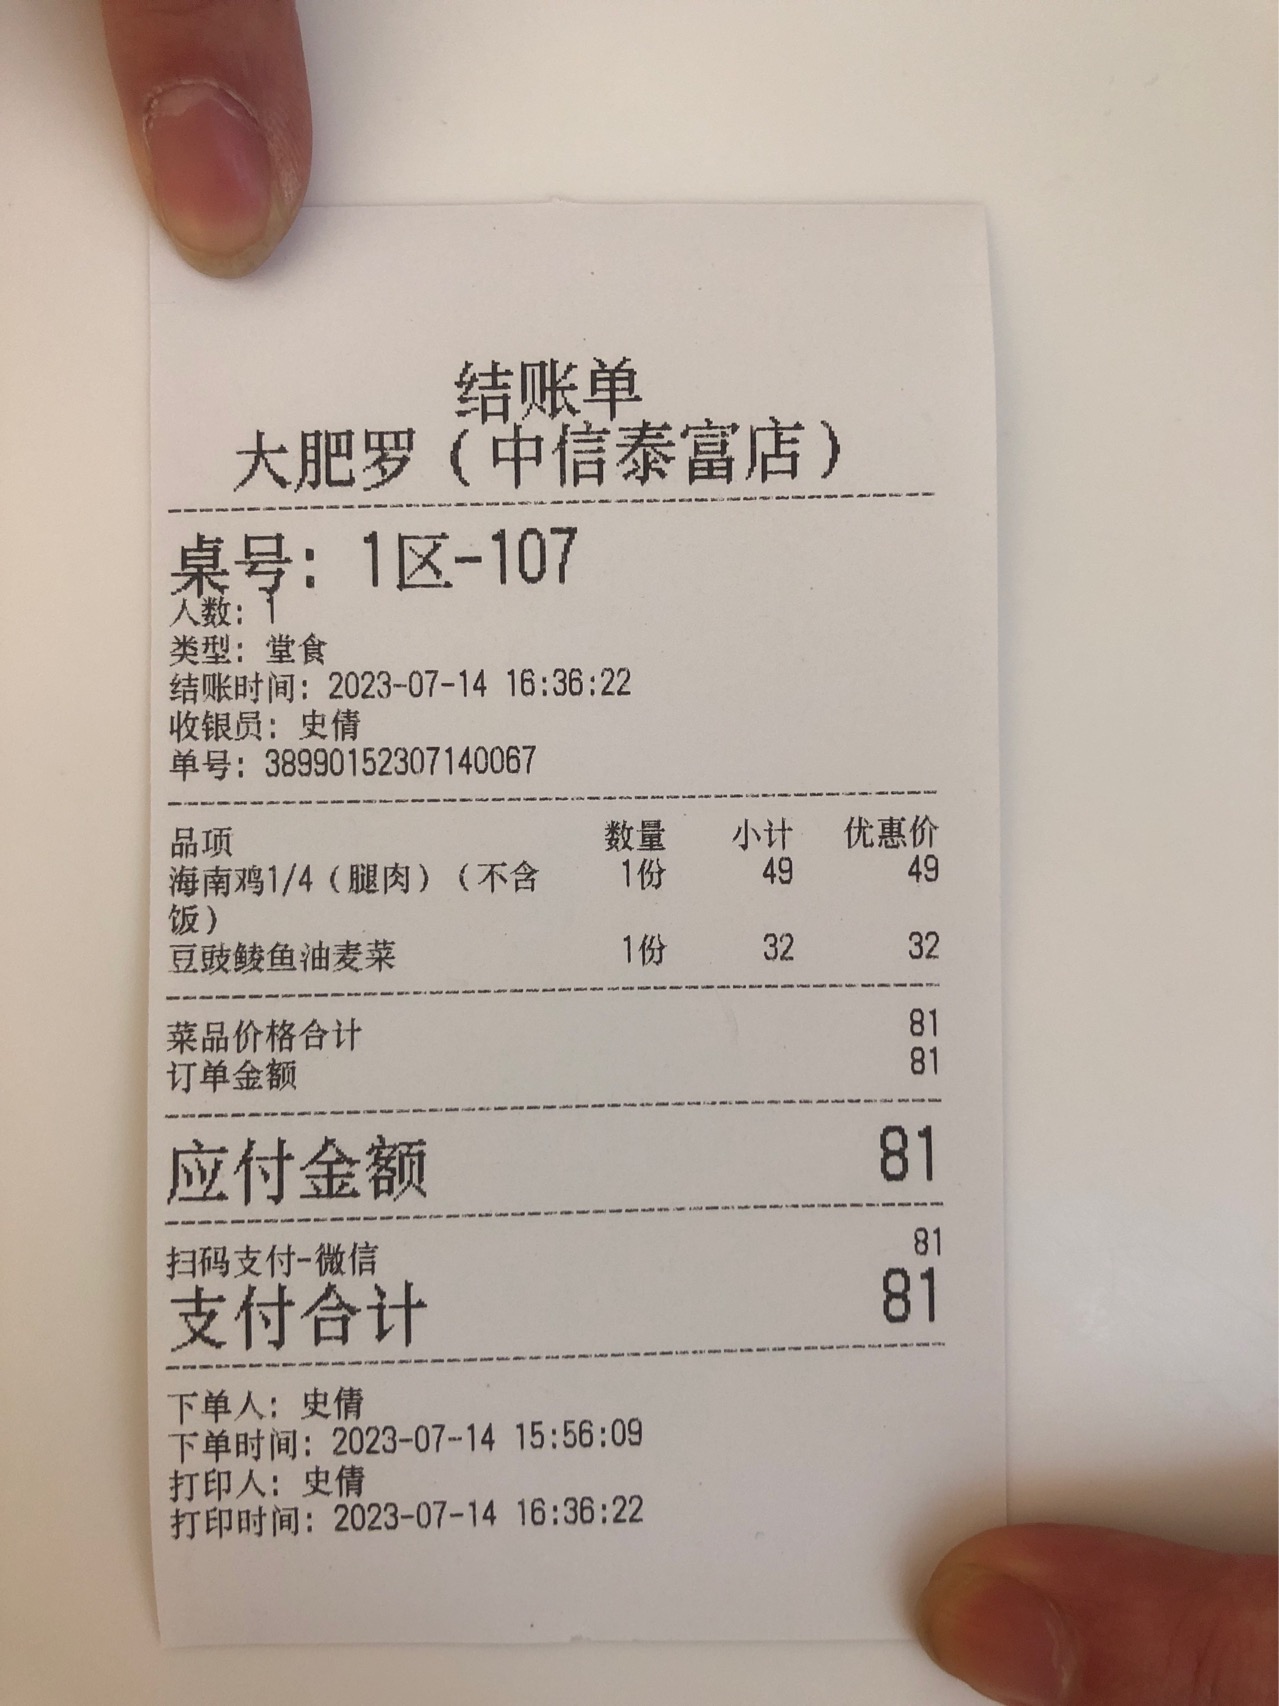 结账单
大肥罗（中信泰富店）
桌号: 1区-107
人数: 1
类型: 堂食
结账时间: 2023-07-14 16:36:22
收银员: 史倩
单号: 38990152307140067
品项 数量 小计 优惠价
海南鸡1/4（腿肉）（不含 1份 49 49
饭）
豆豉鲮鱼油麦菜 1份 32 32
菜品价格合计 81
订单金额 81
应付金额 81
扫码支付-微信 81
支付合计 81
下单人: 史倩
下单时间: 2023-07-14 15:56:09
打印人: 史倩
打印时间: 2023-07-14 16:36:22